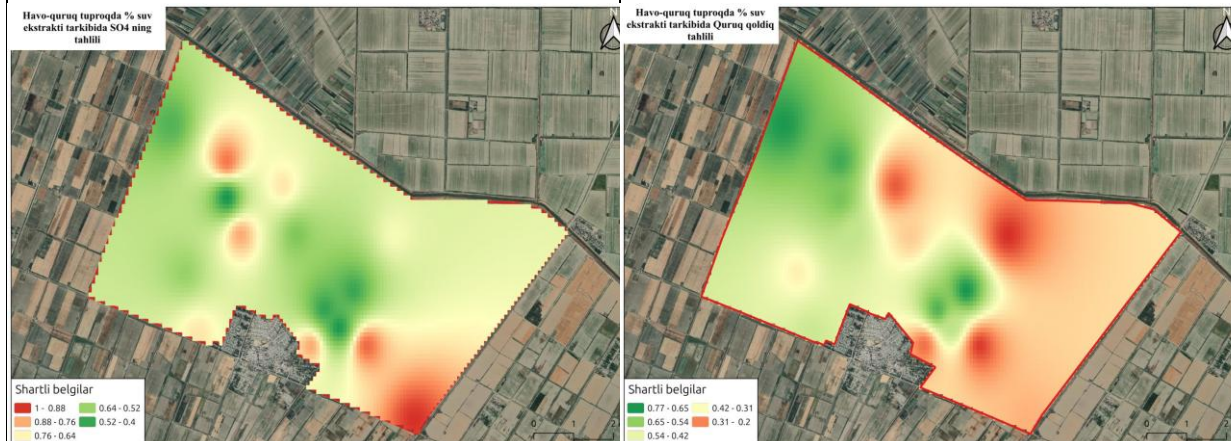 Havo-quruq tuproqda % suv
ekstrakti tarkibida SO4 ning
tahlili
Shartli belgilar
1 - 0.88
0.88 - 0.76
0.76 - 0.64
0.64 - 0.52
0.52 - 0.4
0 1
Havo-quruq tuproqda % suv
ekstrakti tarkibida Quruq qoldiq
tahlili
Shartli belgilar
0.77 - 0.65
0.65 - 0.54
0.54 - 0.42
0.42 - 0.31
0.31 - 0.2
0 1